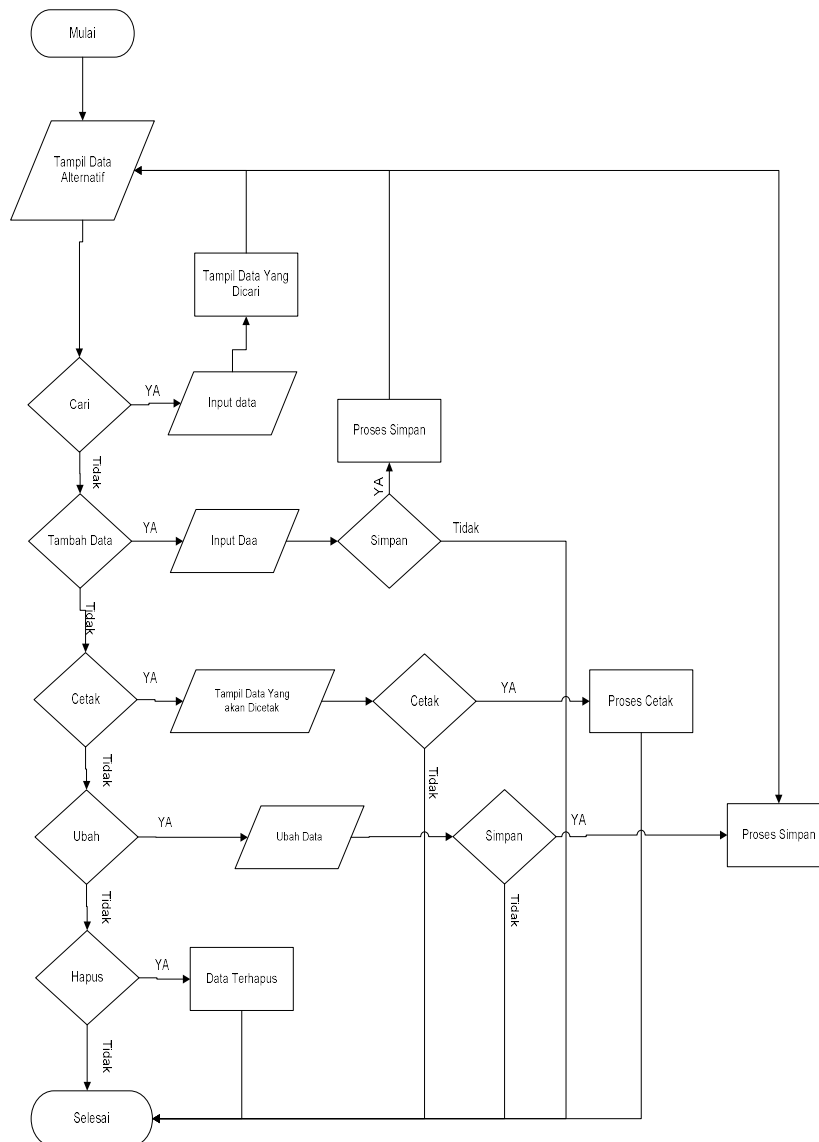 Mulai
Tampil Data
Alternatif
Tampil Data Yang
Dicari
Cari
YA
Input data
Proses Simpan
Tidak
YA
Tambah Data
YA
Input Daa
Simpan
Tidak
Tidak
Cetak
YA
Tampil Data Yang
akan Dicetak
Cetak
YA
Proses Cetak
Tidak
Tidak
Ubah
YA
Ubah Data
Simpan
YA
Proses Simpan
Tidak
Tidak
Hapus
YA
Data Terhapus
Tidak
Selesai